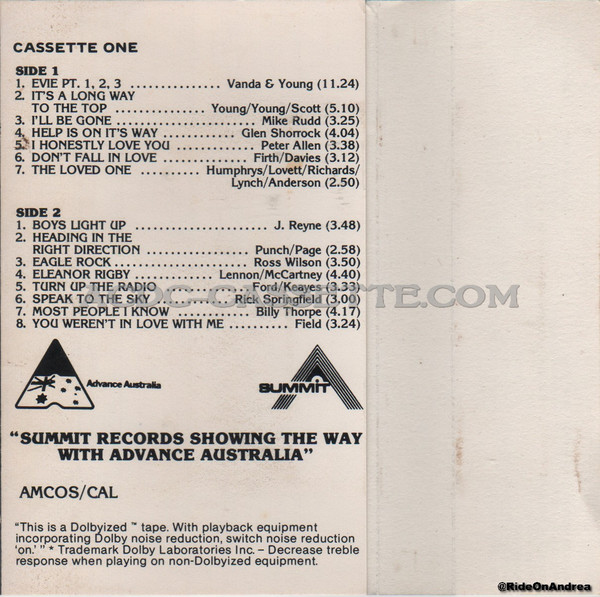 CASSETTE ONE
SIDE 1
1. EVIE PT. 1, 2, 3 ............... Vanda & Young (11.24)
2. IT'S A LONG WAY
TO THE TOP ............... Young/Young/Scott (5.10)
3. I'LL BE GONE ....................... Mike Rudd (3.25)
4. HELP IS ON IT'S WAY ............. Glen Shorrock (4.04)
5. I HONESTLY LOVE YOU ............. Peter Allen (3.38)
6. DON'T FALL IN LOVE ............. Firth/Davies (3.12)
7. THE LOVED ONE .......... Humphrys/Lovett/Richards/
Lynch/Anderson (2.50)
SIDE 2
1. BOYS LIGHT UP ...................... J. Reyne (3.48)
2. HEADING IN THE
RIGHT DIRECTION ................ Punch/Page (2.58)
3. EAGLE ROCK ..................... Ross Wilson (3.50)
4. ELEANOR RIGBY ............. Lennon/McCartney (4.40)
5. TURN UP THE RADIO ............. Ford/Keayes (3.33)
6. SPEAK TO THE SKY ........... Rick Springfield (3.00)
7. MOST PEOPLE I KNOW ............. Billy Thorpe (4.17)
8. YOU WEREN'T IN LOVE WITH ME .......... Field (3.24)
Advance Australia
SUMMIT
"SUMMIT RECORDS SHOWING THE WAY
WITH ADVANCE AUSTRALIA"
AMCOS/CAL
"This is a Dolbyized ™ tape. With playback equipment
incorporating Dolby noise reduction, switch noise reduction
'on.' " * Trademark Dolby Laboratories Inc. – Decrease treble
response when playing on non-Dolbyized equipment.
@RideOnAndrea